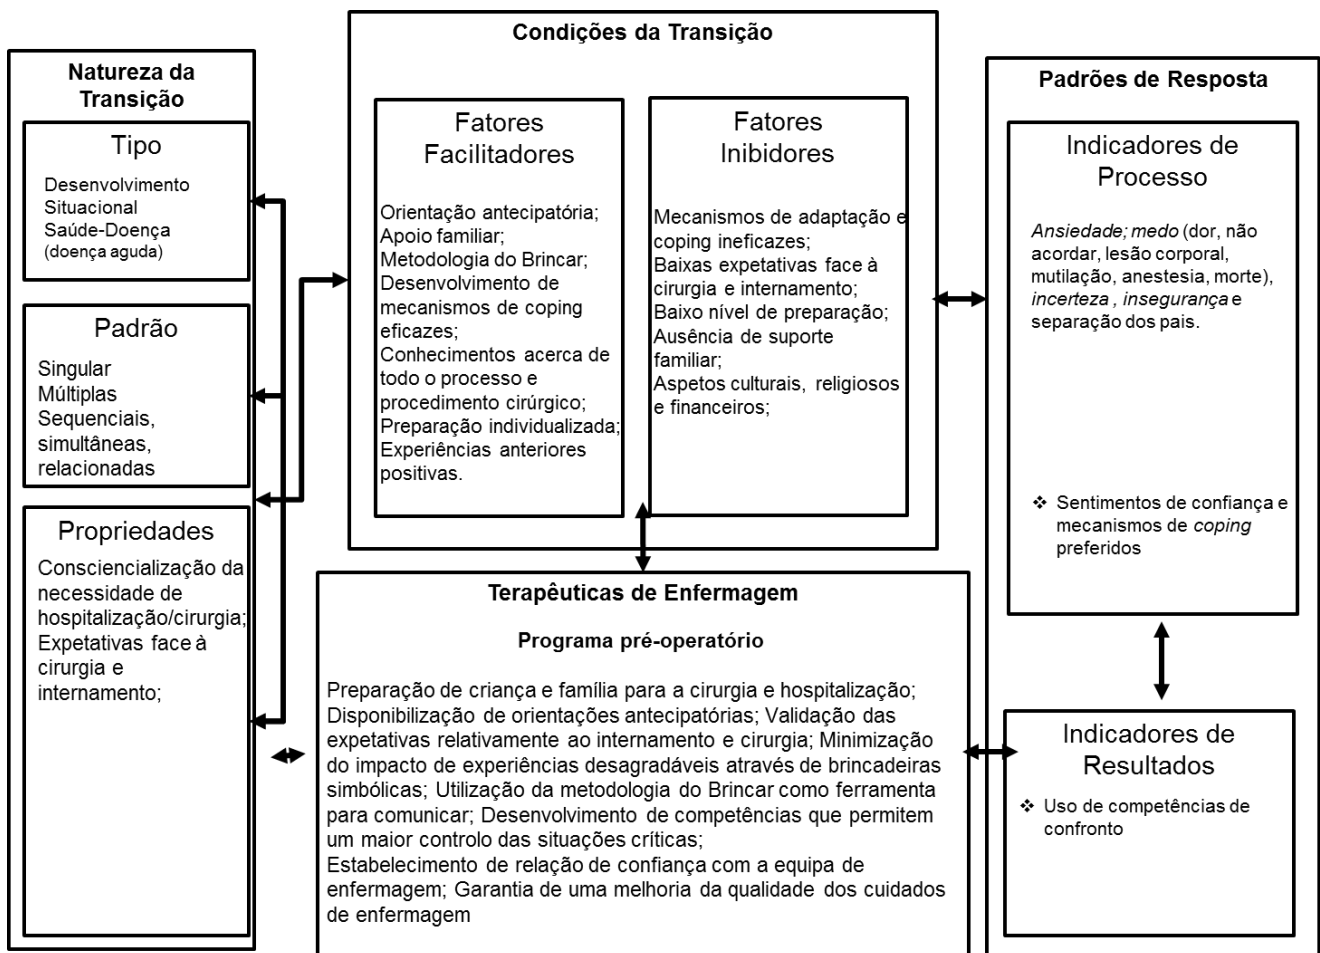 Natureza da
Transição
Tipo
Desenvolvimento
Situacional
Saúde-Doença
(doença aguda)
Padrão
Singular
Múltiplas
Sequenciais,
simultâneas,
relacionadas
Propriedades
Consciencialização da
necessidade de
hospitalização/cirurgia;
Expetativas face à
cirurgia e
internamento;
Condições da Transição
Fatores
Facilitadores
Orientação antecipatória;
Apoio familiar;
Metodologia do Brincar;
Desenvolvimento de
mecanismos de coping
eficazes;
Conhecimentos acerca de
todo o processo e
procedimento cirúrgico;
Preparação individualizada;
Experiências anteriores
positivas.
Fatores
Inibidores
Mecanismos de adaptação e
coping ineficazes;
Baixas expetativas face à
cirurgia e internamento;
Baixo nível de preparação;
Ausência de suporte
familiar;
Aspetos culturais, religiosos
e financeiros;
Terapêuticas de Enfermagem
Programa pré-operatório
Preparação de criança e família para a cirurgia e hospitalização;
Disponibilização de orientações antecipatórias; Validação das
expetativas relativamente ao internamento e cirurgia; Minimização
do impacto de experiências desagradáveis através de brincadeiras
simbólicas; Utilização da metodologia do Brincar como ferramenta
para comunicar; Desenvolvimento de competências que permitem
um maior controlo das situações críticas;
Estabelecimento de relação de confiança com a equipa de
enfermagem; Garantia de uma melhoria da qualidade dos cuidados
de enfermagem
Padrões de Resposta
Indicadores de
Processo
Ansiedade; medo (dor, não
acordar, lesão corporal,
mutilação, anestesia, morte),
incerteza , insegurança e
separação dos pais.
❖ Sentimentos de confiança e
mecanismos de coping
preferidos
Indicadores de
Resultados
❖ Uso de competências de
confronto